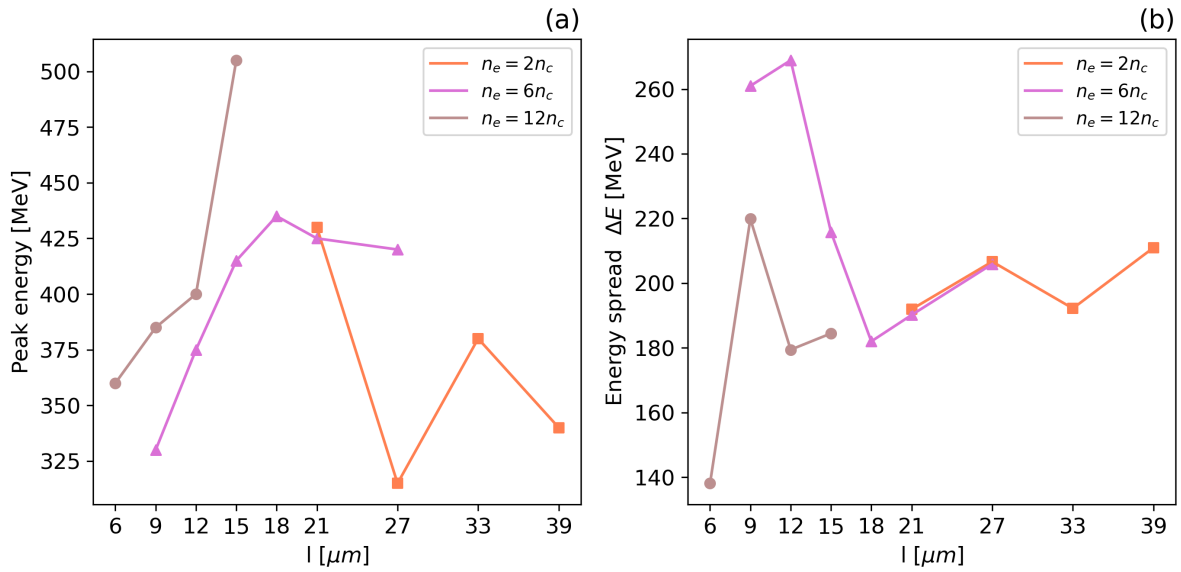 (a)
500
475
450
425
400
375
350
325
Peak energy [MeV]
6 9 12 15 18 21 27 33 39
l [μm]
n_e = 2n_c
n_e = 6n_c
n_e = 12n_c
(b)
260
240
220
200
180
160
140
Energy spread ΔE [MeV]
6 9 12 15 18 21 27 33 39
l [μm]
n_e = 2n_c
n_e = 6n_c
n_e = 12n_c